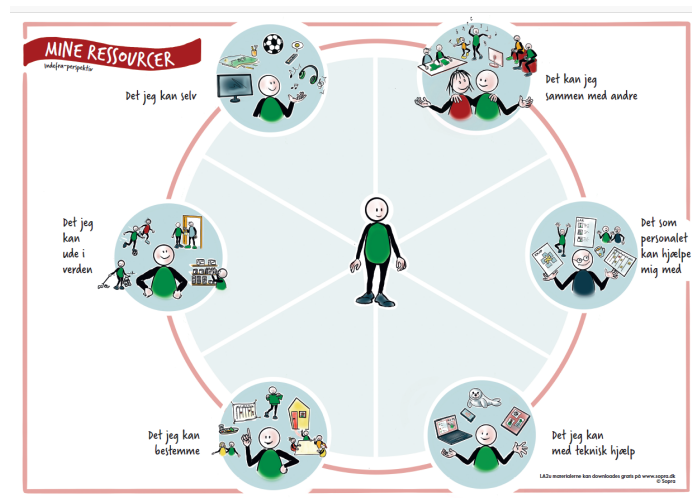 MINE RESSOURCER
indefra-perspektiv
Det jeg kan selv
Det kan jeg
sammen med andre
Det jeg
kan
ude i
verden
Det som
personalet
kan hjælpe
mig med
Det jeg kan
bestemme
Det jeg kan
med teknisk hjælp
LA2u materialerne kan downloades gratis på www.sopra.dk
© Sopra